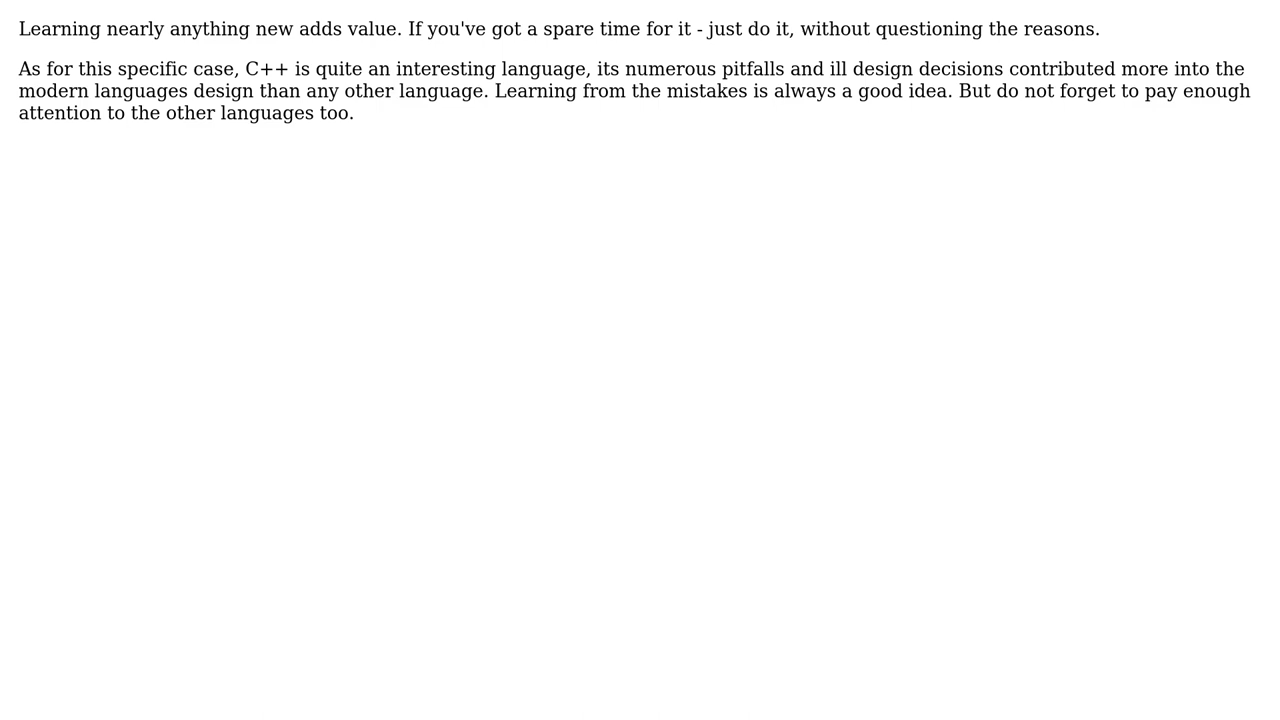 Learning nearly anything new adds value. If you've got a spare time for it - just do it, without questioning the reasons.
As for this specific case, C++ is quite an interesting language, its numerous pitfalls and ill design decisions contributed more into the
modern languages design than any other language. Learning from the mistakes is always a good idea. But do not forget to pay enough
attention to the other languages too.